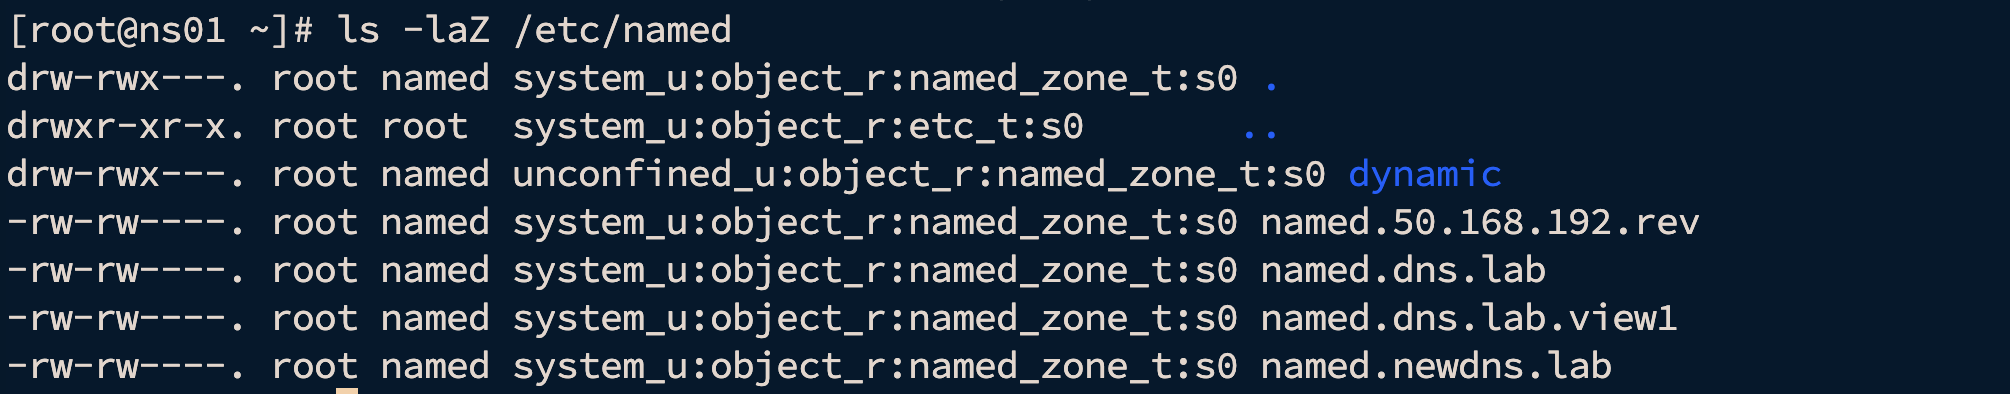 [root@ns01 ~]# ls -laZ /etc/named
drw-rwx---. root named system_u:object_r:named_zone_t:s0 .
drwxr-xr-x. root root  system_u:object_r:etc_t:s0       ..
drw-rwx---. root named unconfined_u:object_r:named_zone_t:s0 dynamic
-rw-rw----. root named system_u:object_r:named_zone_t:s0 named.50.168.192.rev
-rw-rw----. root named system_u:object_r:named_zone_t:s0 named.dns.lab
-rw-rw----. root named system_u:object_r:named_zone_t:s0 named.dns.lab.view1
-rw-rw----. root named system_u:object_r:named_zone_t:s0 named.newdns.lab